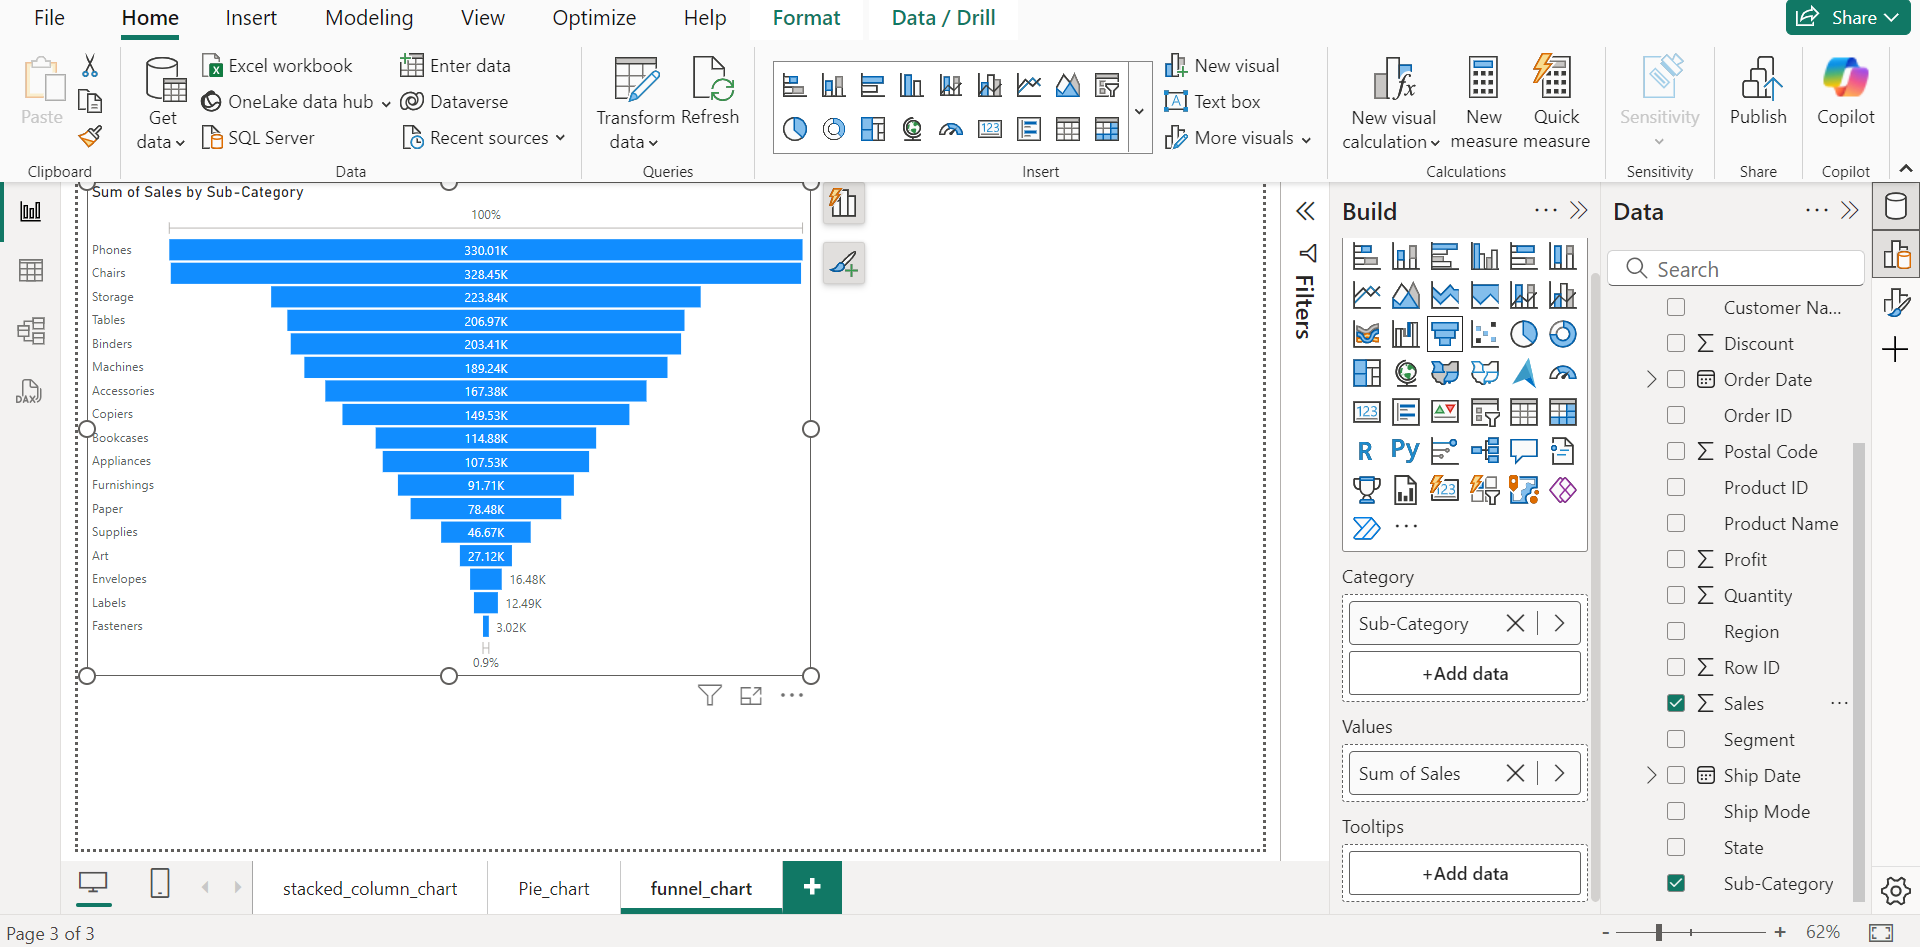 File Home Insert Modeling View Optimize Help Format Data / Drill Share
Paste
Clipboard
Get data
Excel workbook
OneLake data hub
SQL Server
Enter data
Dataverse
Recent sources
Data
Transform data
Refresh
Queries
New visual
Text box
More visuals
Insert
New visual calculation
New measure
Quick measure
Calculations
Sensitivity
Sensitivity
Publish
Share
Copilot
Copilot
DAX
Sum of Sales by Sub-Category
100%
Phones 330.01K
Chairs 328.45K
Storage 223.84K
Tables 206.97K
Binders 203.41K
Machines 189.24K
Accessories 167.38K
Copiers 149.53K
Bookcases 114.88K
Appliances 107.53K
Furnishings 91.71K
Paper 78.48K
Supplies 46.67K
Art 27.12K
Envelopes 16.48K
Labels 12.49K
Fasteners 3.02K
0.9%
Filters
Build
123
R Py
123
Category
Sub-Category
+Add data
Values
Sum of Sales
Tooltips
+Add data
Data
Search
Customer Na...
Discount
Order Date
Order ID
Postal Code
Product ID
Product Name
Profit
Quantity
Region
Row ID
Sales
Segment
Ship Date
Ship Mode
State
Sub-Category
stacked_column_chart Pie_chart funnel_chart +
Page 3 of 3
- + 62%